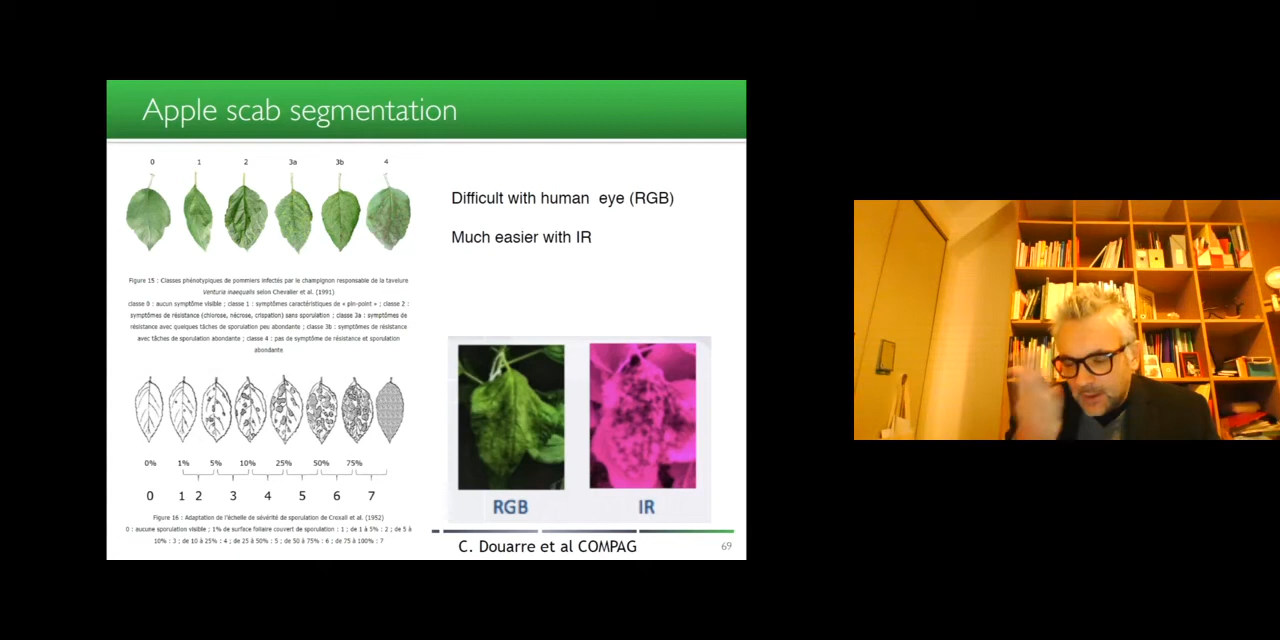 Apple scab segmentation
0 1 2 3a 3b 4
Figure 15 : Classes phénotypiques de pommiers infectés par le champignon responsable de la tavelure
Venturia inaequalis selon Chevalier et al. (1991)
classe 0 : aucun symptôme visible ; classe 1 : symptômes caractéristiques de « pin-point » ; classe 2 :
symptômes de résistance (chlorose, nécrose, crispation) sans sporulation ; classe 3a : symptômes de
résistance avec quelques tâches de sporulation peu abondante ; classe 3b : symptômes de résistance
avec tâches de sporulation abondante ; classe 4 : pas de symptôme de résistance et sporulation
abondante
0% 1% 5% 10% 25% 50% 75%
0 1 2 3 4 5 6 7
Figure 16 : Adaptation de l'échelle de sévérité de sporulation de Croxall et al. (1952)
0 : aucune sporulation visible ; 1% de surface foliaire couvert de sporulation : 1 ; de 1 à 5% : 2 ; de 5 à
10% : 3 ; de 10 à 25% : 4 ; de 25 à 50% : 5 ; de 50 à 75% : 6 ; de 75 à 100% : 7
Difficult with human eye (RGB)
Much easier with IR
RGB IR
C. Douarre et al COMPAG
69